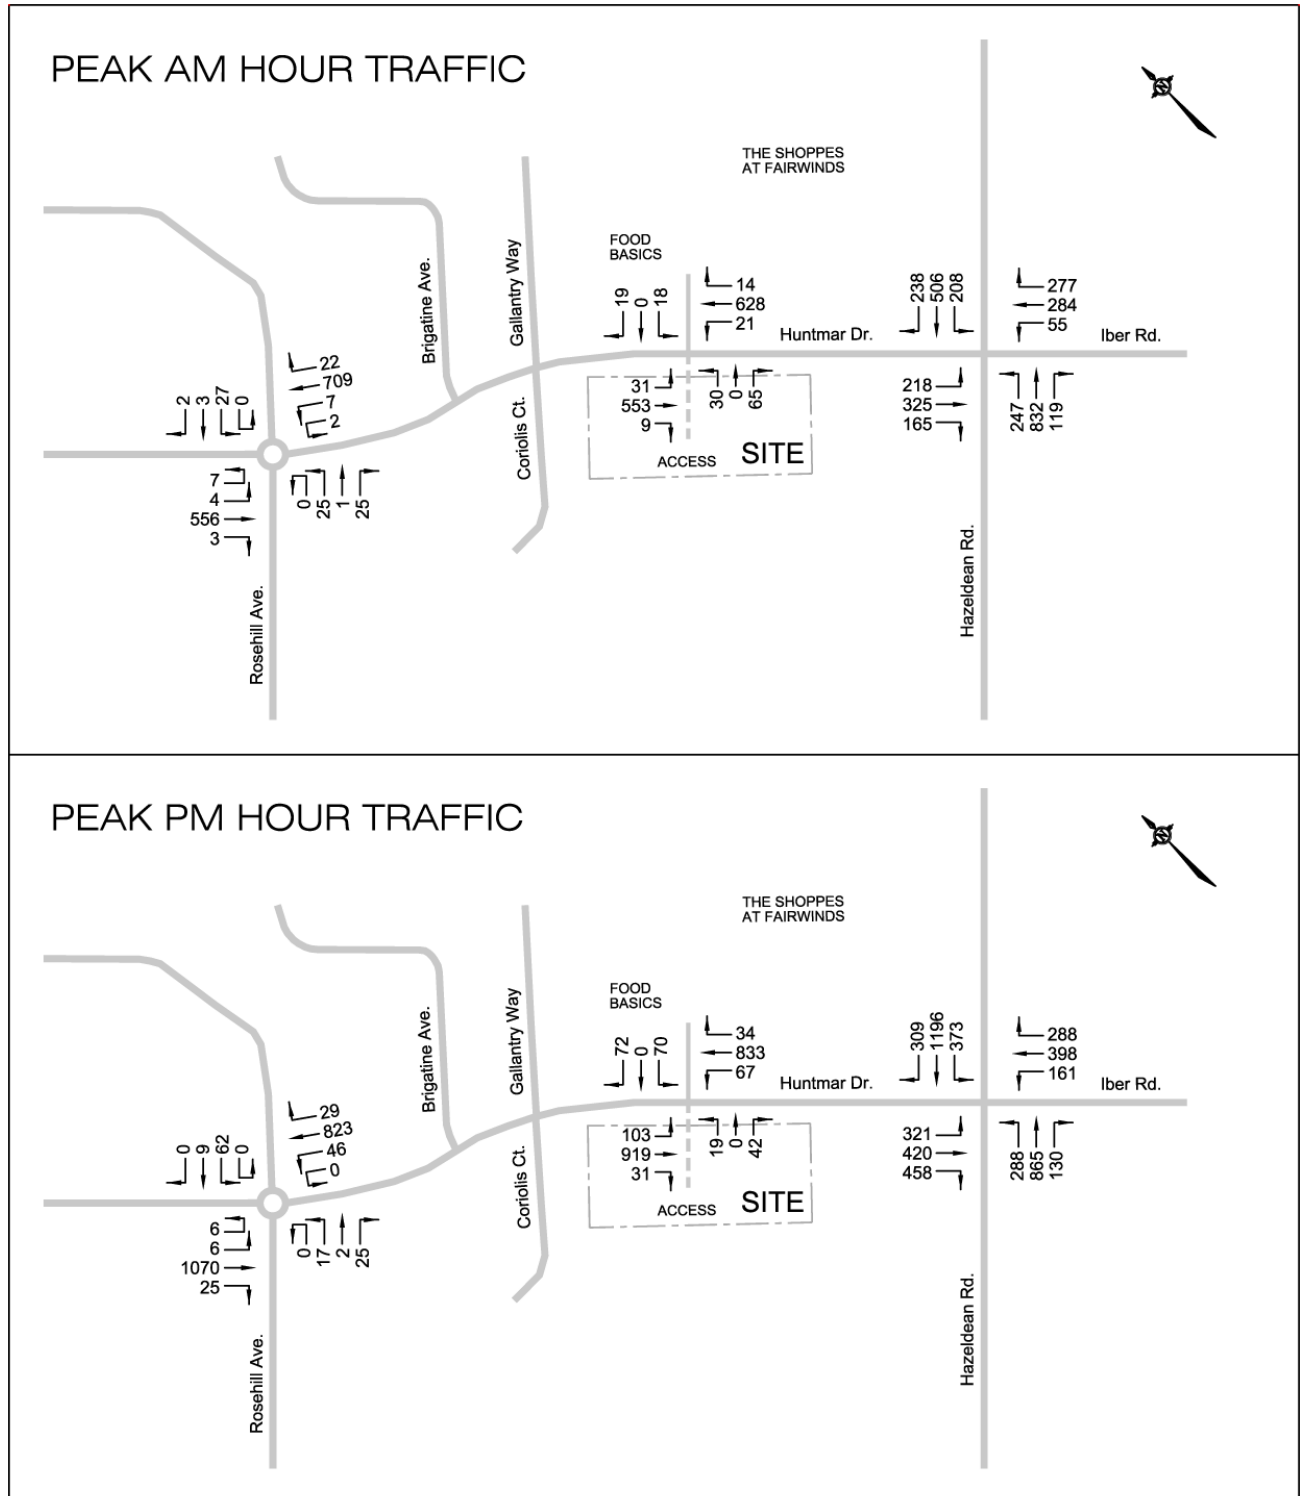 PEAK AM HOUR TRAFFIC
THE SHOPPES
AT FAIRWINDS
FOOD
BASICS
Brigatine Ave.
Gallantry Way
Coriolis Ct.
19
0
18
14
628
21
Huntmar Dr.
238
506
208
277
284
55
Iber Rd.
31
553
9
30
0
65
ACCESS
SITE
218
325
165
247
832
119
Hazeldean Rd.
2
3
27
0
22
709
7
2
7
4
556
3
0
25
1
25
Rosehill Ave.
N
PEAK PM HOUR TRAFFIC
THE SHOPPES
AT FAIRWINDS
FOOD
BASICS
Brigatine Ave.
Gallantry Way
Coriolis Ct.
72
0
70
34
833
67
Huntmar Dr.
309
1196
373
288
398
161
Iber Rd.
103
919
31
19
0
42
ACCESS
SITE
321
420
458
288
865
130
Hazeldean Rd.
0
9
62
0
29
823
46
0
6
6
1070
25
0
17
2
25
Rosehill Ave.
N